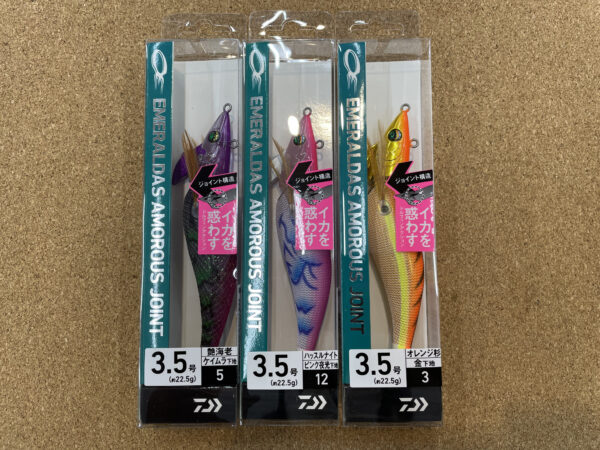 EMERALDAS AMOROUS JOINT
ジョイント構造
イカを
惑わす
3.5号
(約22.5g)
艶海老
ケイムラ下地
5
DAIWA
EMERALDAS AMOROUS JOINT
ジョイント構造
イカを
惑わす
3.5号
(約22.5g)
ハッスルナイト
ピンク夜光下地
12
EMERALDAS AMOROUS JOINT
ジョイント構造
イカを
惑わす
3.5号
(約22.5g)
オレンジ杉
金下地
3